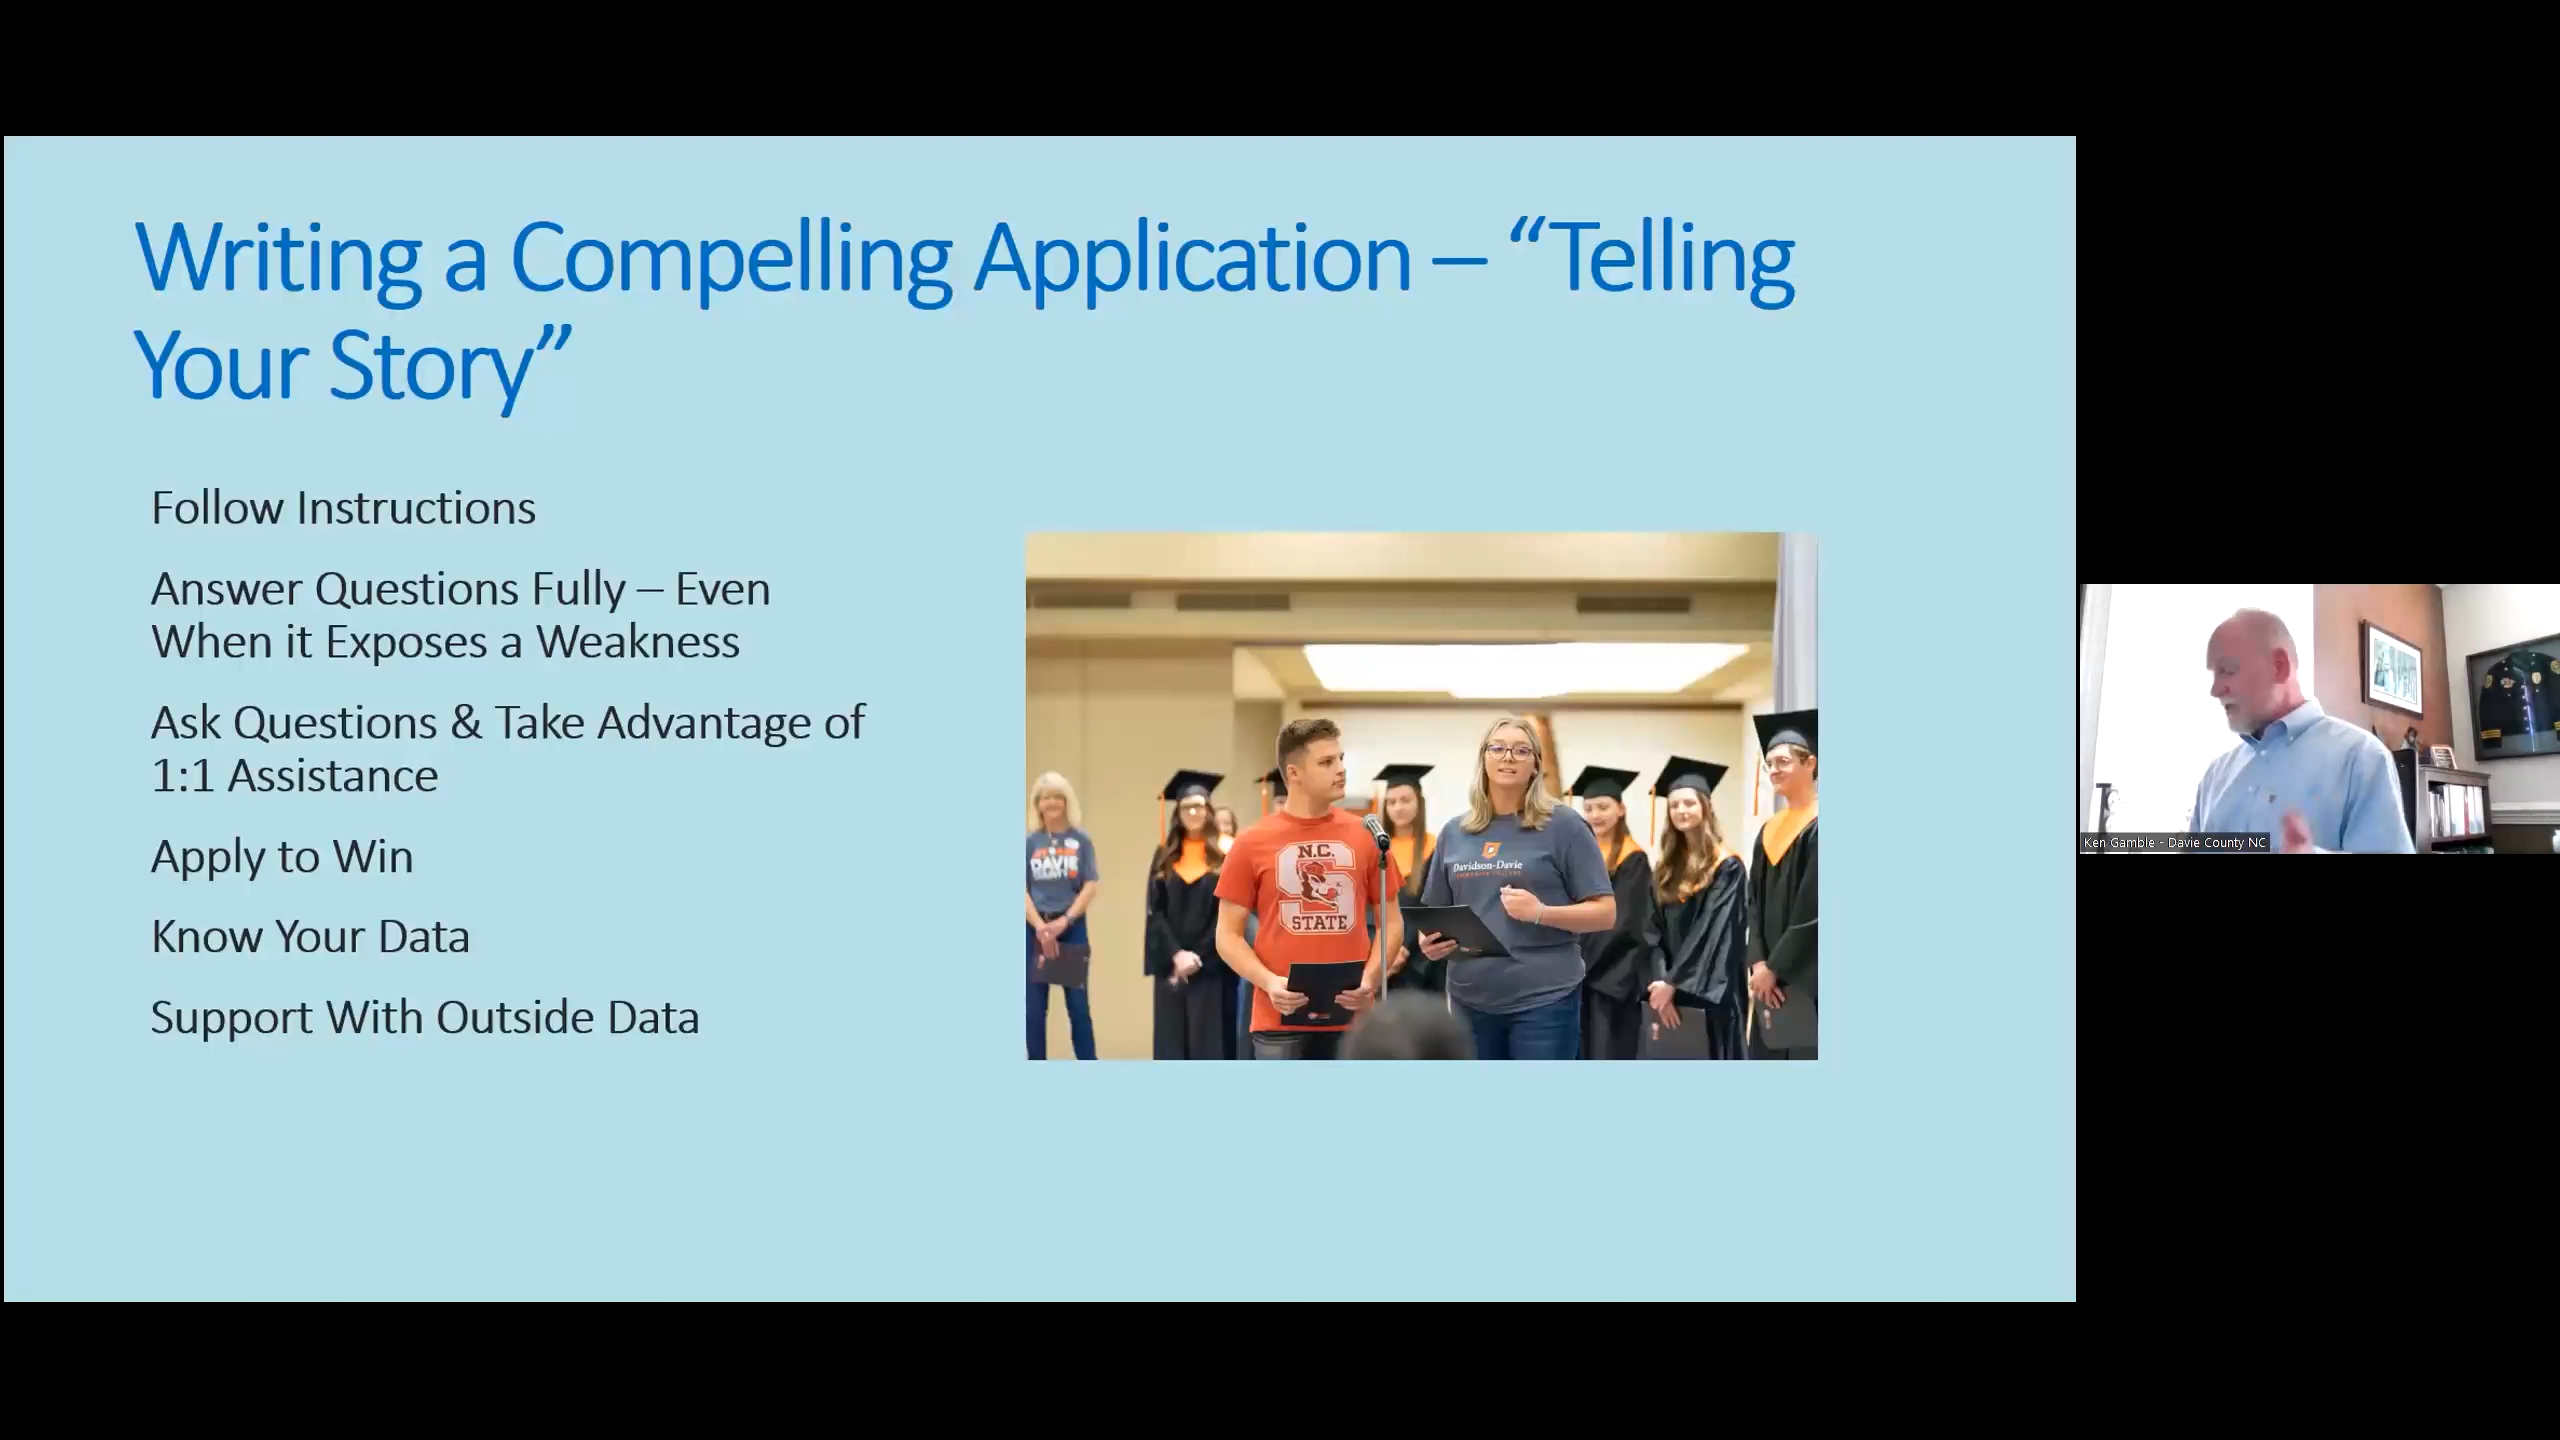 Writing a Compelling Application – “Telling
Your Story”
Follow Instructions
Answer Questions Fully – Even
When it Exposes a Weakness
Ask Questions & Take Advantage of
1:1 Assistance
Apply to Win
Know Your Data
Support With Outside Data
DAVIE
N.C.
S
STATE
Davidson-Davie
Ken Gamble - Davie County NC